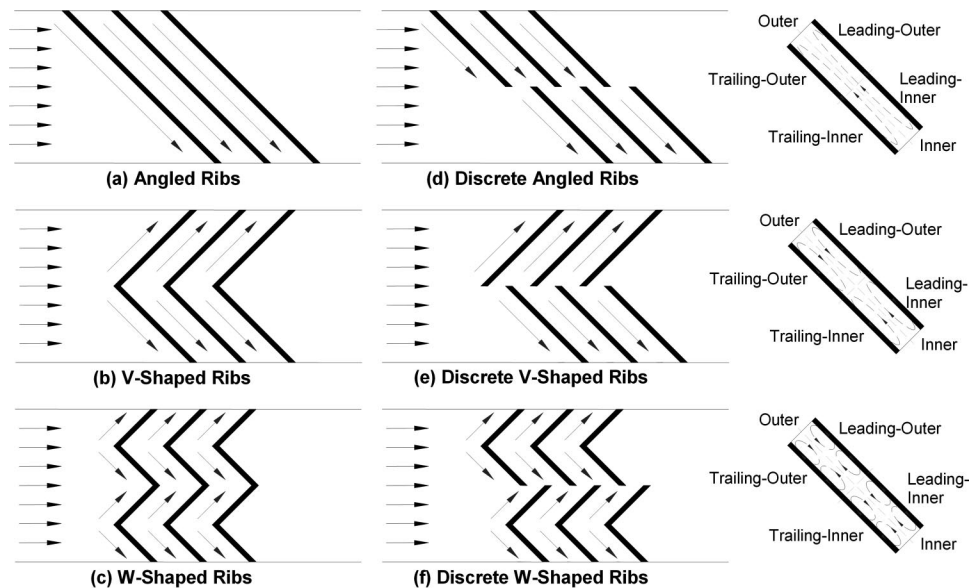 (a) Angled Ribs
(d) Discrete Angled Ribs
Outer
Leading-Outer
Trailing-Outer
Leading-
Inner
Trailing-Inner
Inner
(b) V-Shaped Ribs
(e) Discrete V-Shaped Ribs
Outer
Leading-Outer
Trailing-Outer
Leading-
Inner
Trailing-Inner
Inner
(c) W-Shaped Ribs
(f) Discrete W-Shaped Ribs
Outer
Leading-Outer
Trailing-Outer
Leading-
Inner
Trailing-Inner
Inner